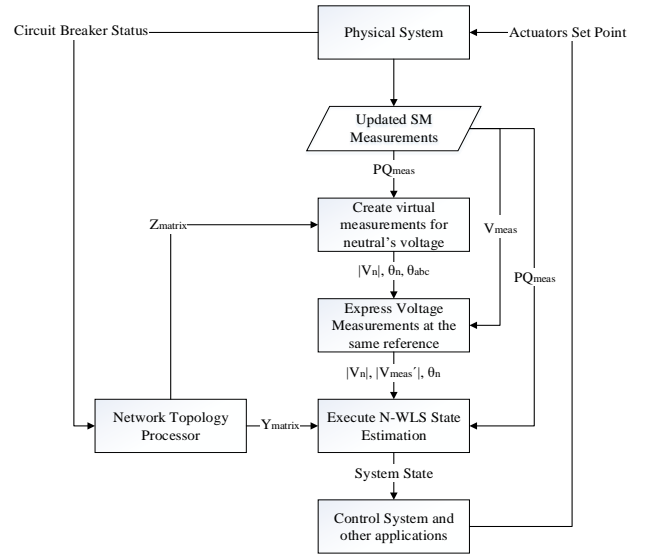 Circuit Breaker Status
Physical System
Actuators Set Point
Updated SM
Measurements
PQmeas
Create virtual
measurements for
neutral's voltage
Zmatrix
Vmeas
|Vn|, θn, θabc
PQmeas
Express Voltage
Measurements at the
same reference
|Vn|, |Vmeas´|, θn
Network Topology
Processor
Ymatrix
Execute N-WLS State
Estimation
System State
Control System and
other applications